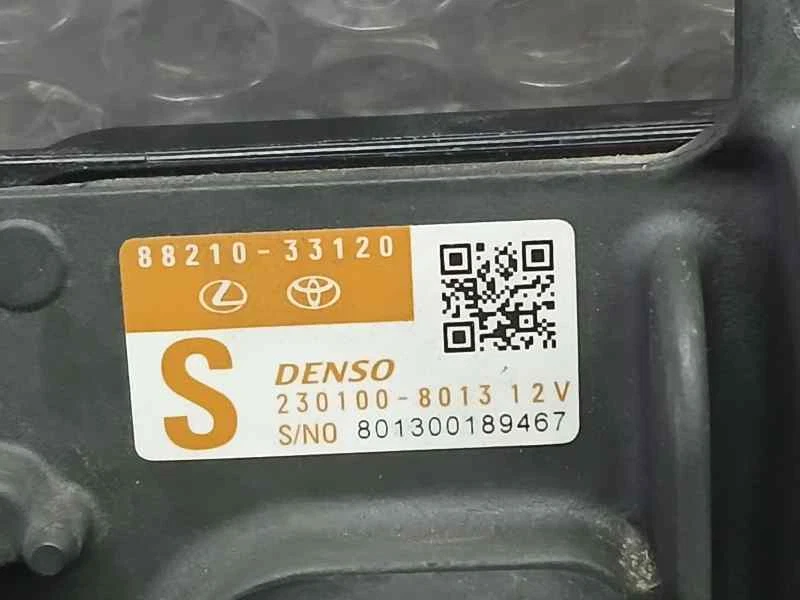 88210-33120
S
DENSO
230100-8013 12V
S/NO 801300189467